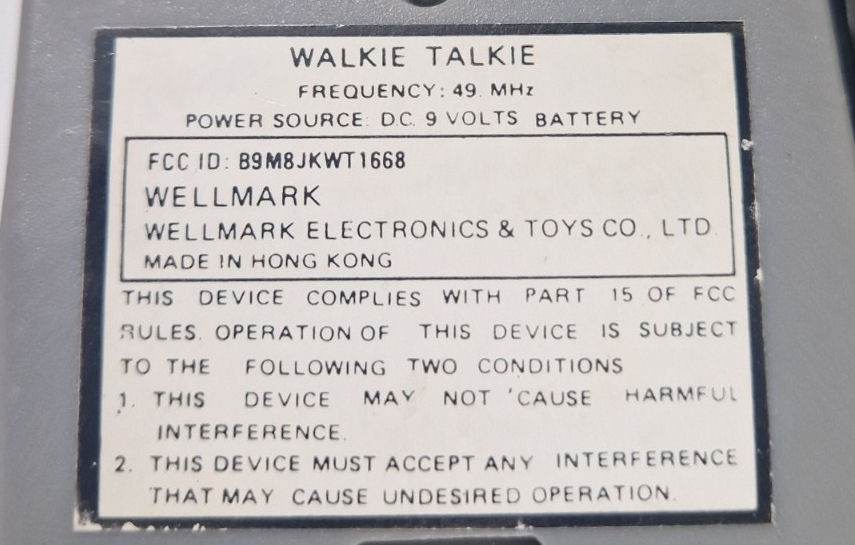 WALKIE TALKIE
FREQUENCY: 49. MHz
POWER SOURCE: D.C. 9 VOLTS BATTERY
FCC ID: B9M8JKWT1668
WELLMARK
WELLMARK ELECTRONICS & TOYS CO., LTD.
MADE IN HONG KONG
THIS DEVICE COMPLIES WITH PART 15 OF FCC
RULES. OPERATION OF THIS DEVICE IS SUBJECT
TO THE FOLLOWING TWO CONDITIONS
1. THIS DEVICE MAY NOT CAUSE HARMFUL
INTERFERENCE.
2. THIS DEVICE MUST ACCEPT ANY INTERFERENCE
THAT MAY CAUSE UNDESIRED OPERATION.